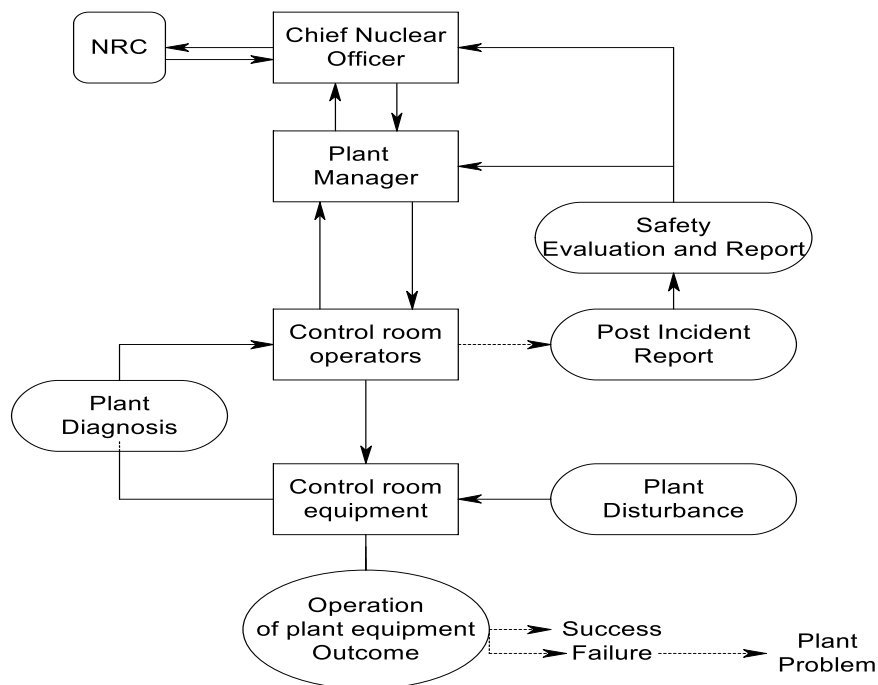 NRC
Chief Nuclear
Officer
Plant
Manager
Safety
Evaluation and Report
Control room
operators
Post Incident
Report
Plant
Diagnosis
Control room
equipment
Plant
Disturbance
Operation
of plant equipment
Outcome
Success
Failure
Plant
Problem